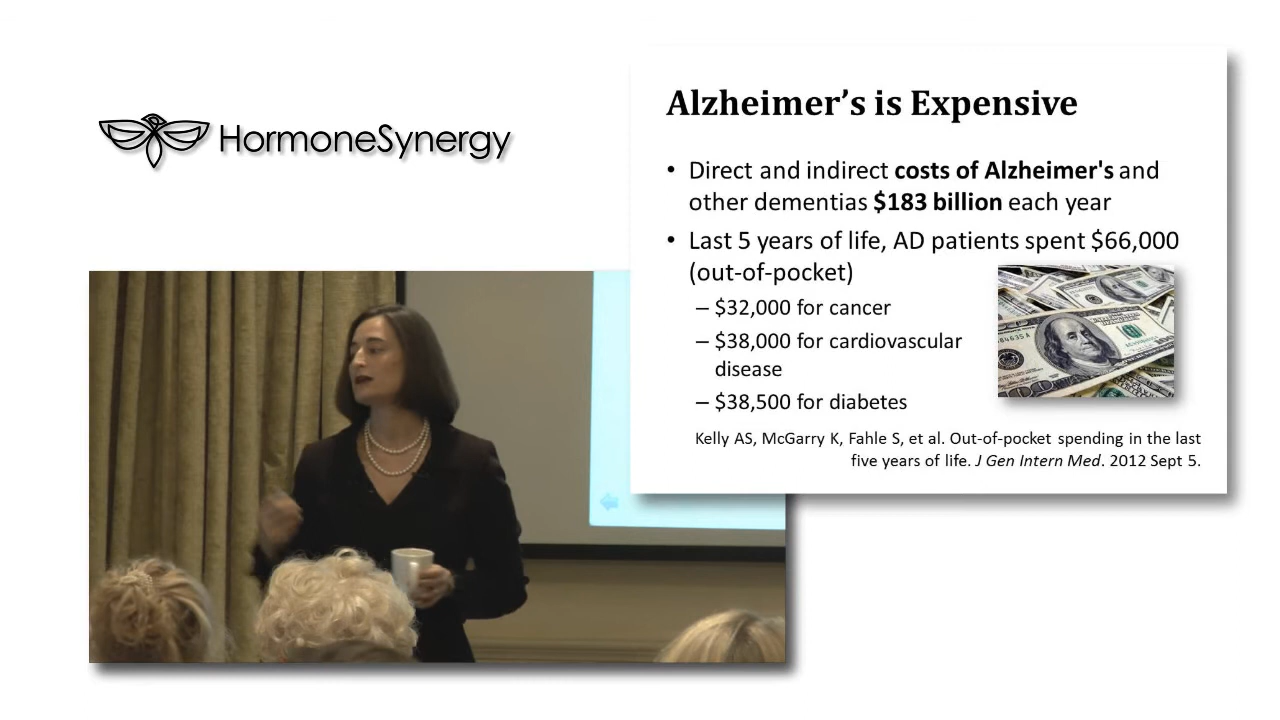 HormoneSynergy
Alzheimer’s is Expensive
• Direct and indirect costs of Alzheimer's and
other dementias $183 billion each year
• Last 5 years of life, AD patients spent $66,000
(out-of-pocket)
– $32,000 for cancer
– $38,000 for cardiovascular
disease
– $38,500 for diabetes
Kelly AS, McGarry K, Fahle S, et al. Out-of-pocket spending in the last
five years of life. J Gen Intern Med. 2012 Sept 5.